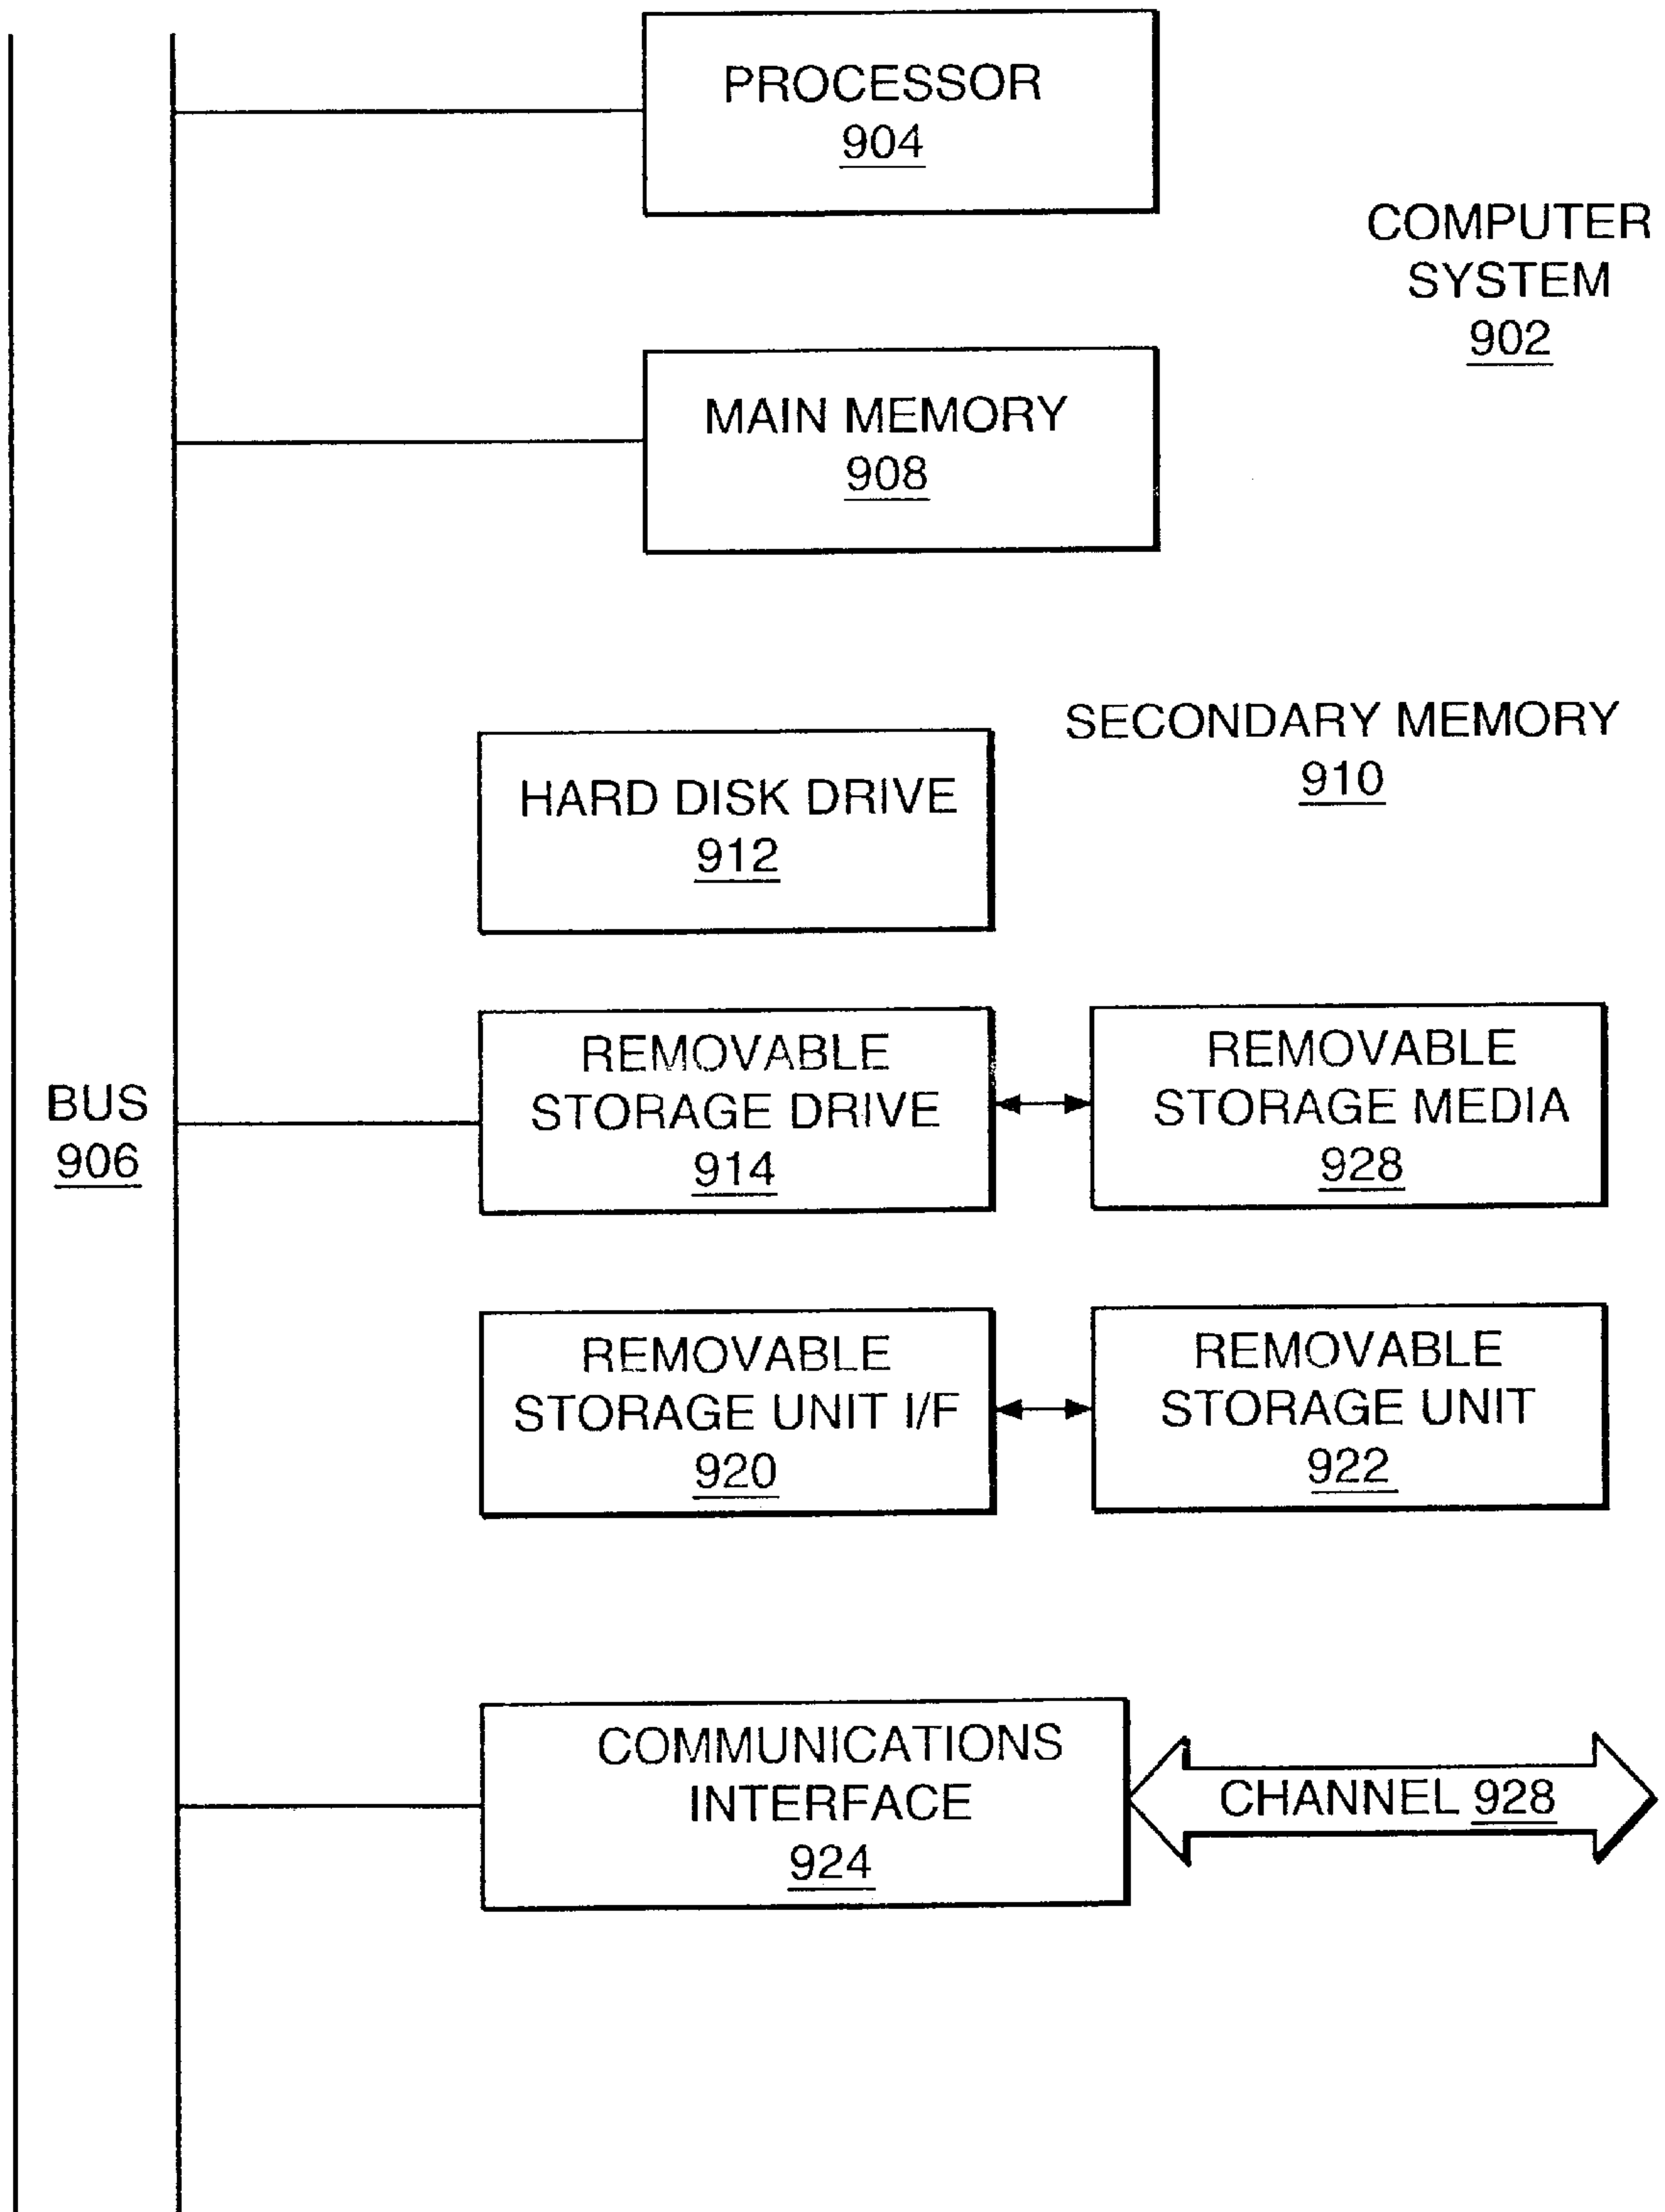 PROCESSOR
904
COMPUTER
SYSTEM
902
MAIN MEMORY
908
SECONDARY MEMORY
910
HARD DISK DRIVE
912
BUS
906
REMOVABLE
STORAGE DRIVE
914
REMOVABLE
STORAGE MEDIA
928
REMOVABLE
STORAGE UNIT I/F
920
REMOVABLE
STORAGE UNIT
922
COMMUNICATIONS
INTERFACE
924
CHANNEL 928